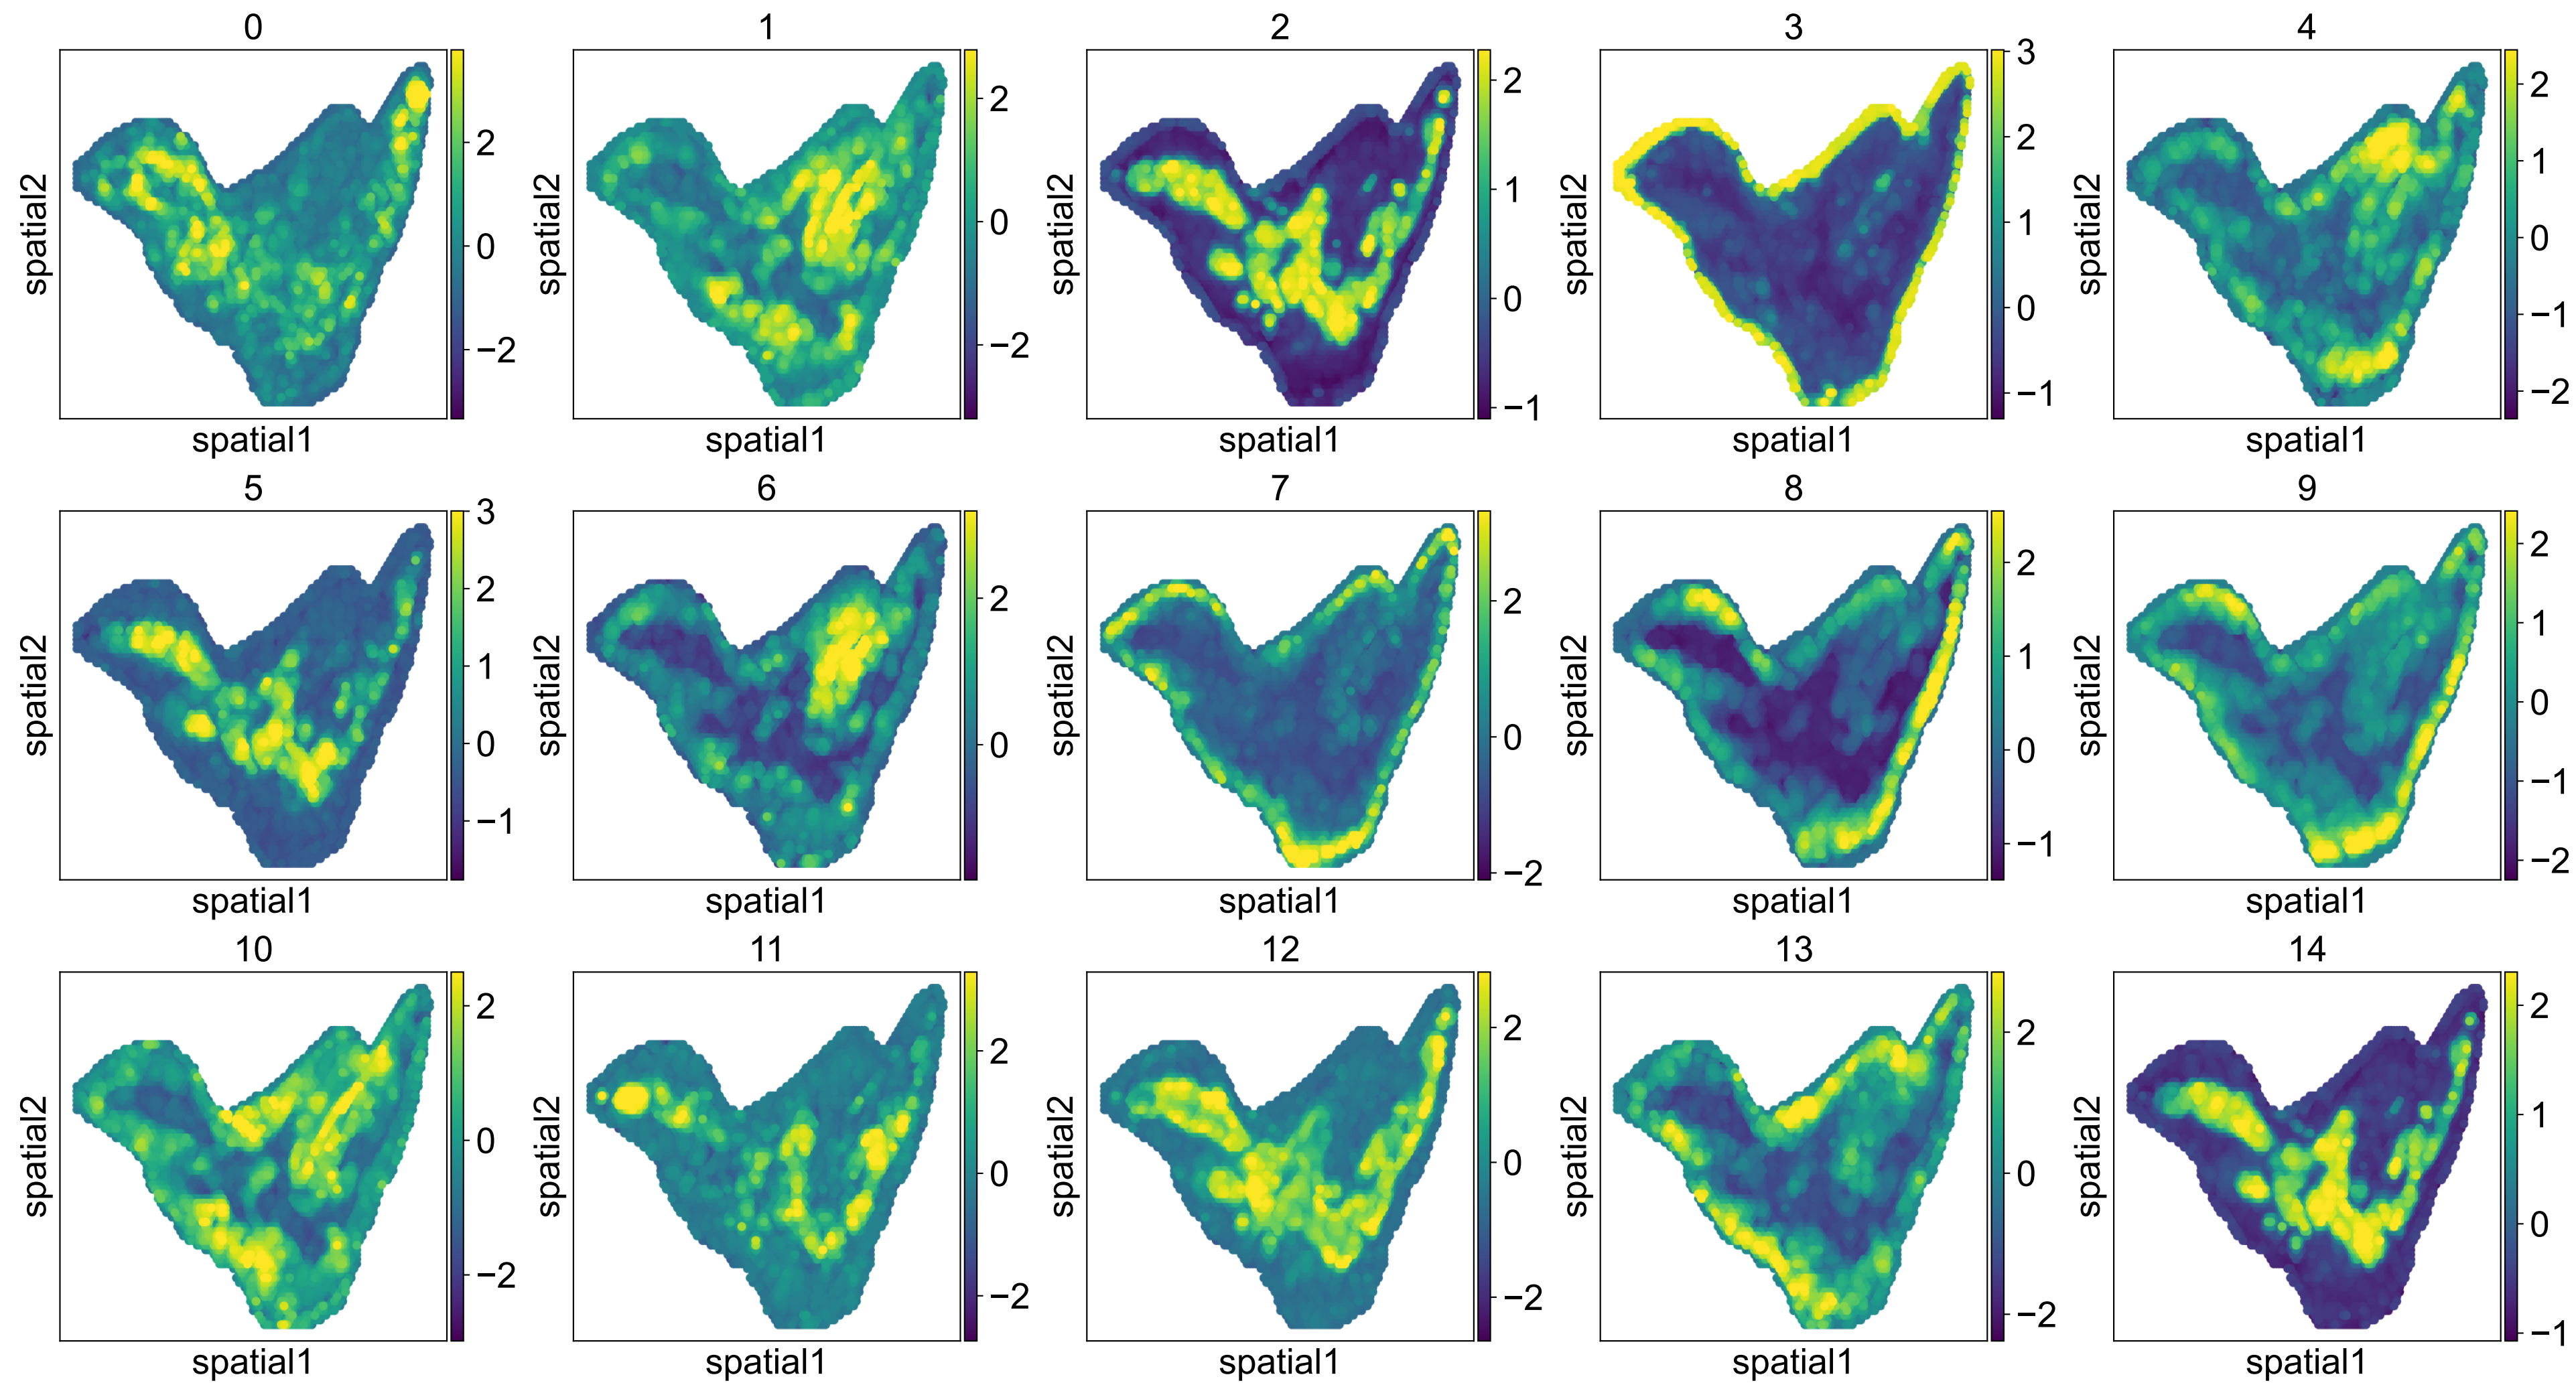 0 1 2 3 4
spatial2 2 0 −2 spatial2 2 0 −2 spatial2 2 1 0 −1 spatial2 3 2 1 0 −1 spatial2 2 1 0 −1 −2
spatial1 spatial1 spatial1 spatial1 spatial1
5 6 7 8 9
spatial2 3 2 1 0 −1 spatial2 2 0 spatial2 2 0 −2 spatial2 2 1 0 −1 spatial2 2 1 0 −1 −2
spatial1 spatial1 spatial1 spatial1 spatial1
10 11 12 13 14
spatial2 2 0 −2 spatial2 2 0 −2 spatial2 2 0 −2 spatial2 2 0 −2 spatial2 2 1 0 −1
spatial1 spatial1 spatial1 spatial1 spatial1